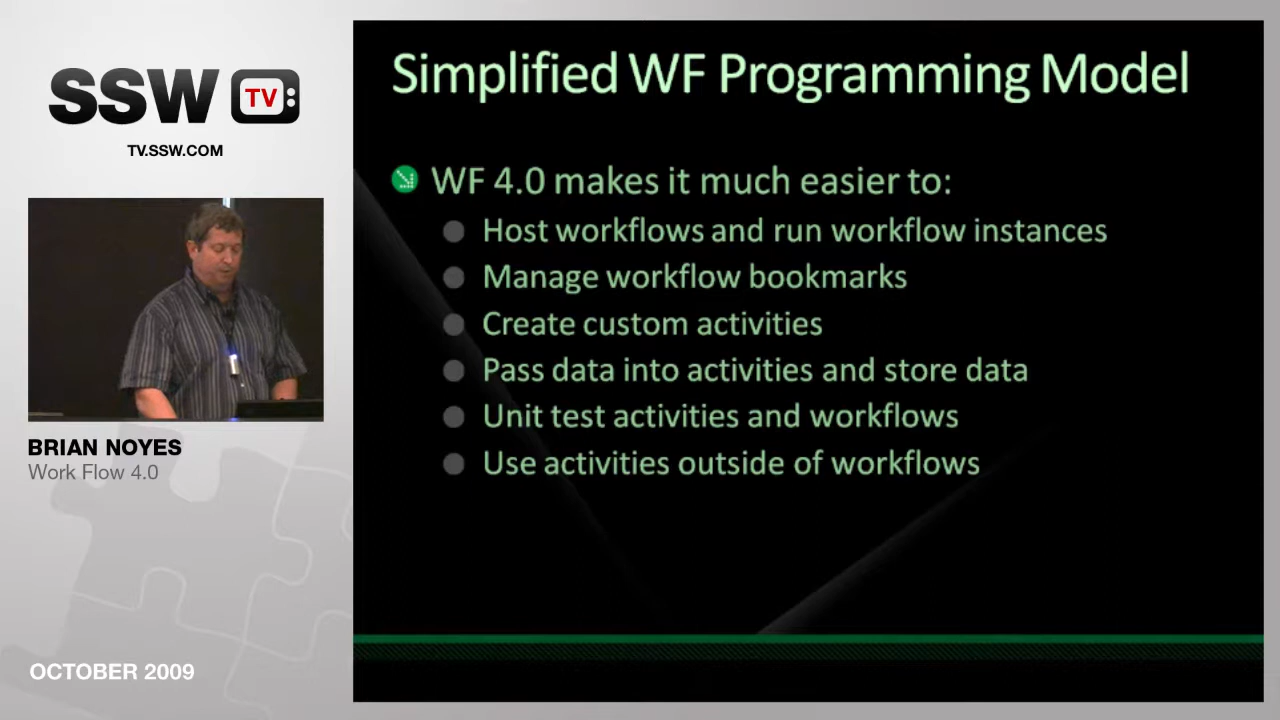 SSW TV:
TV.SSW.COM
BRIAN NOYES
Work Flow 4.0
OCTOBER 2009
Simplified WF Programming Model
WF 4.0 makes it much easier to:
Host workflows and run workflow instances
Manage workflow bookmarks
Create custom activities
Pass data into activities and store data
Unit test activities and workflows
Use activities outside of workflows